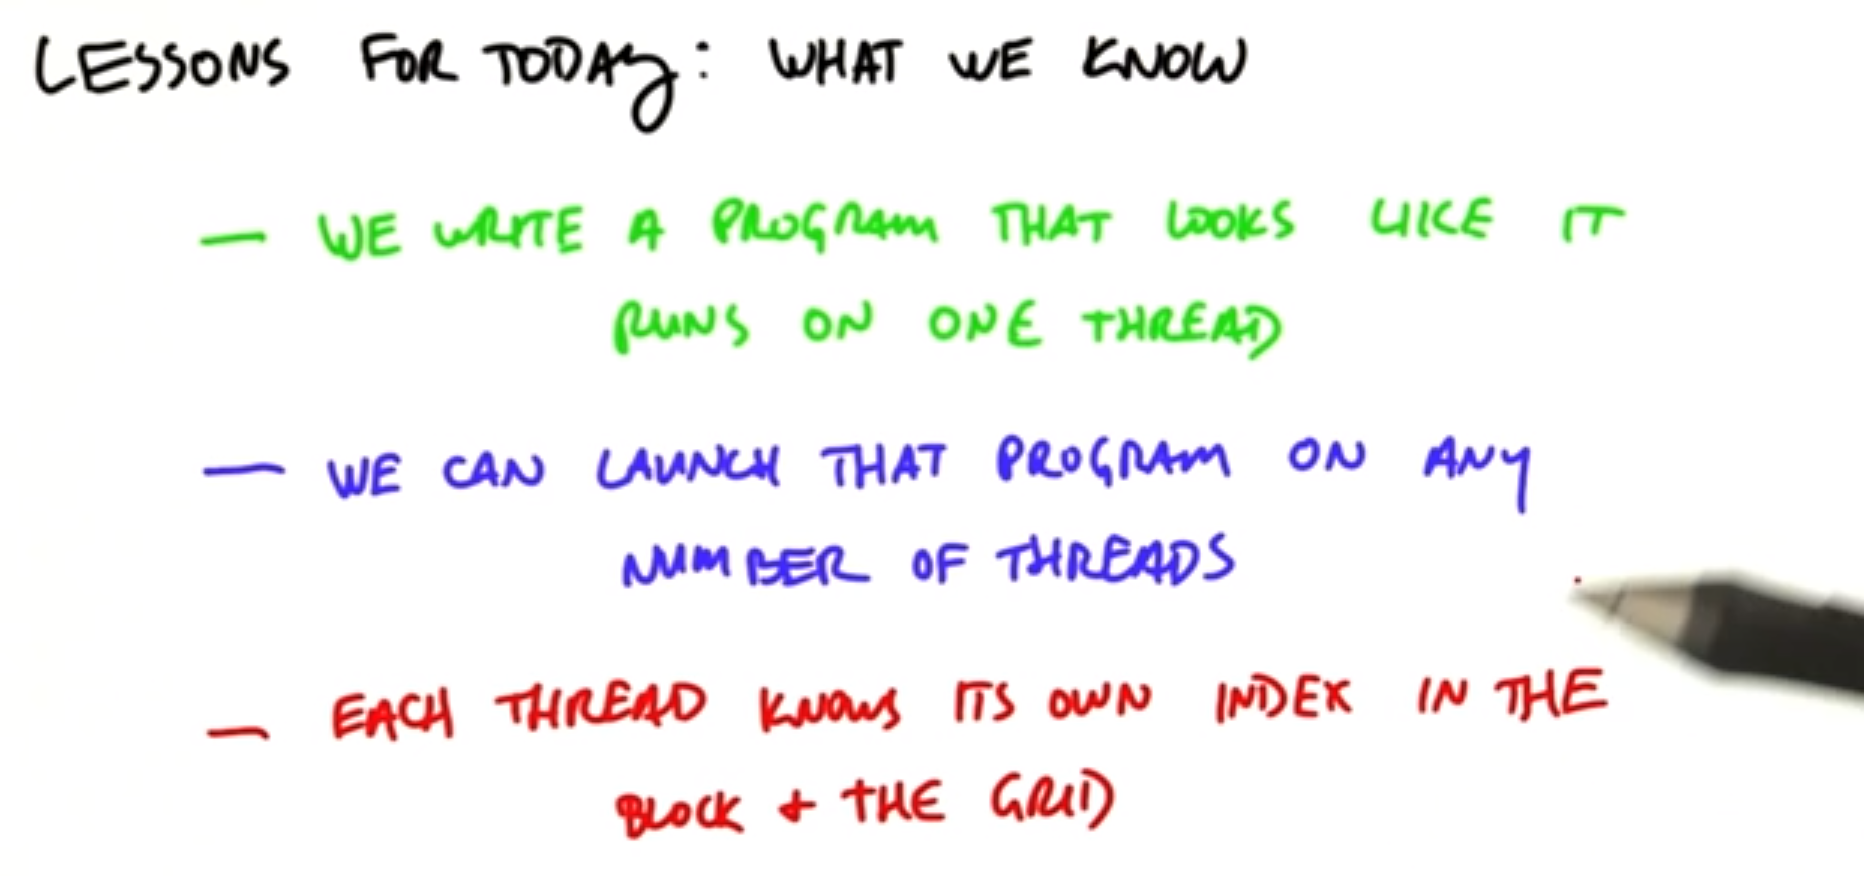 LESSONS FOR TODAY: WHAT WE KNOW
— WE WRITE A PROGRAM THAT LOOKS LIKE IT
RUNS ON ONE THREAD
— WE CAN LAUNCH THAT PROGRAM ON ANY
NUMBER OF THREADS
— EACH THREAD KNOWS ITS OWN INDEX IN THE
BLOCK + THE GRID